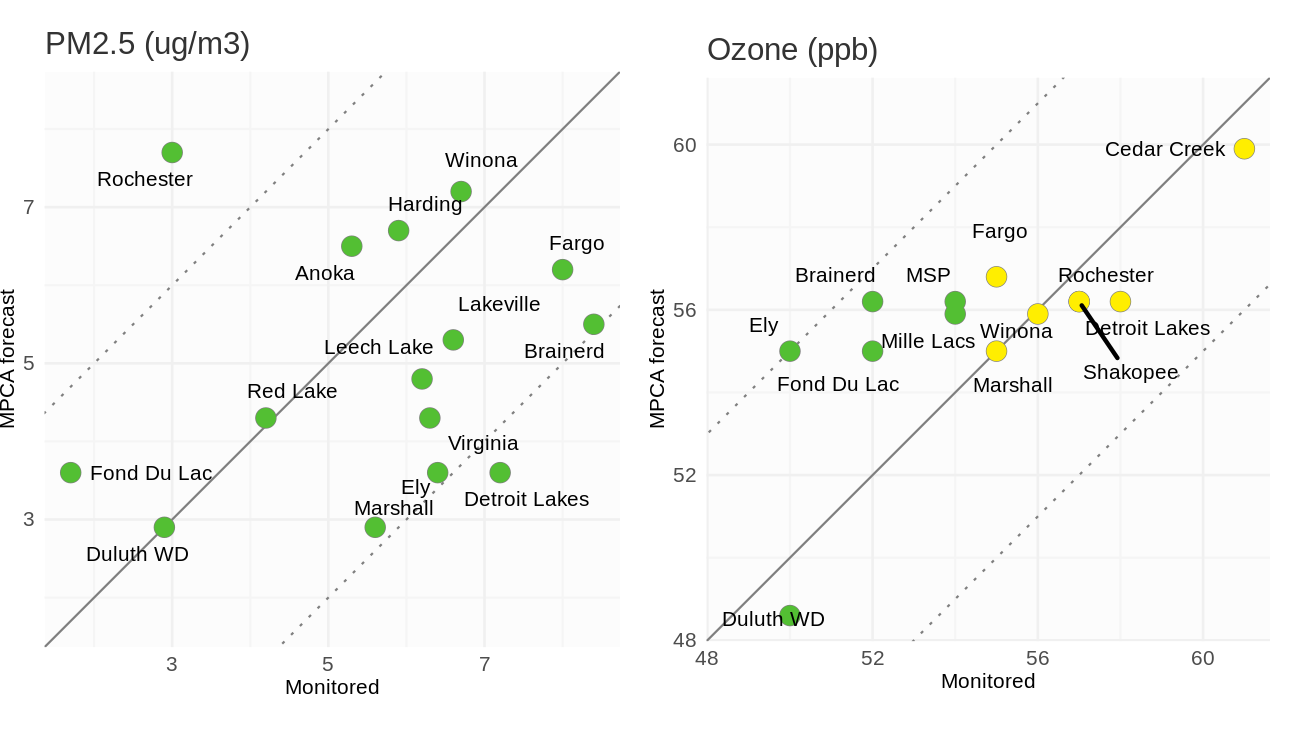 PM2.5 (ug/m3)
Rochester
Winona
Harding
Anoka
Fargo
Lakeville
Leech Lake
Brainerd
Red Lake
Virginia
Fond Du Lac
Ely
Detroit Lakes
Marshall
Duluth WD
7
5
3
3
5
7
Monitored
MPCA forecast
Ozone (ppb)
Cedar Creek
Fargo
Brainerd
MSP
Rochester
Ely
Winona
Detroit Lakes
Mille Lacs
Shakopee
Fond Du Lac
Marshall
Duluth WD
60
56
52
48
48
52
56
60
Monitored
MPCA forecast